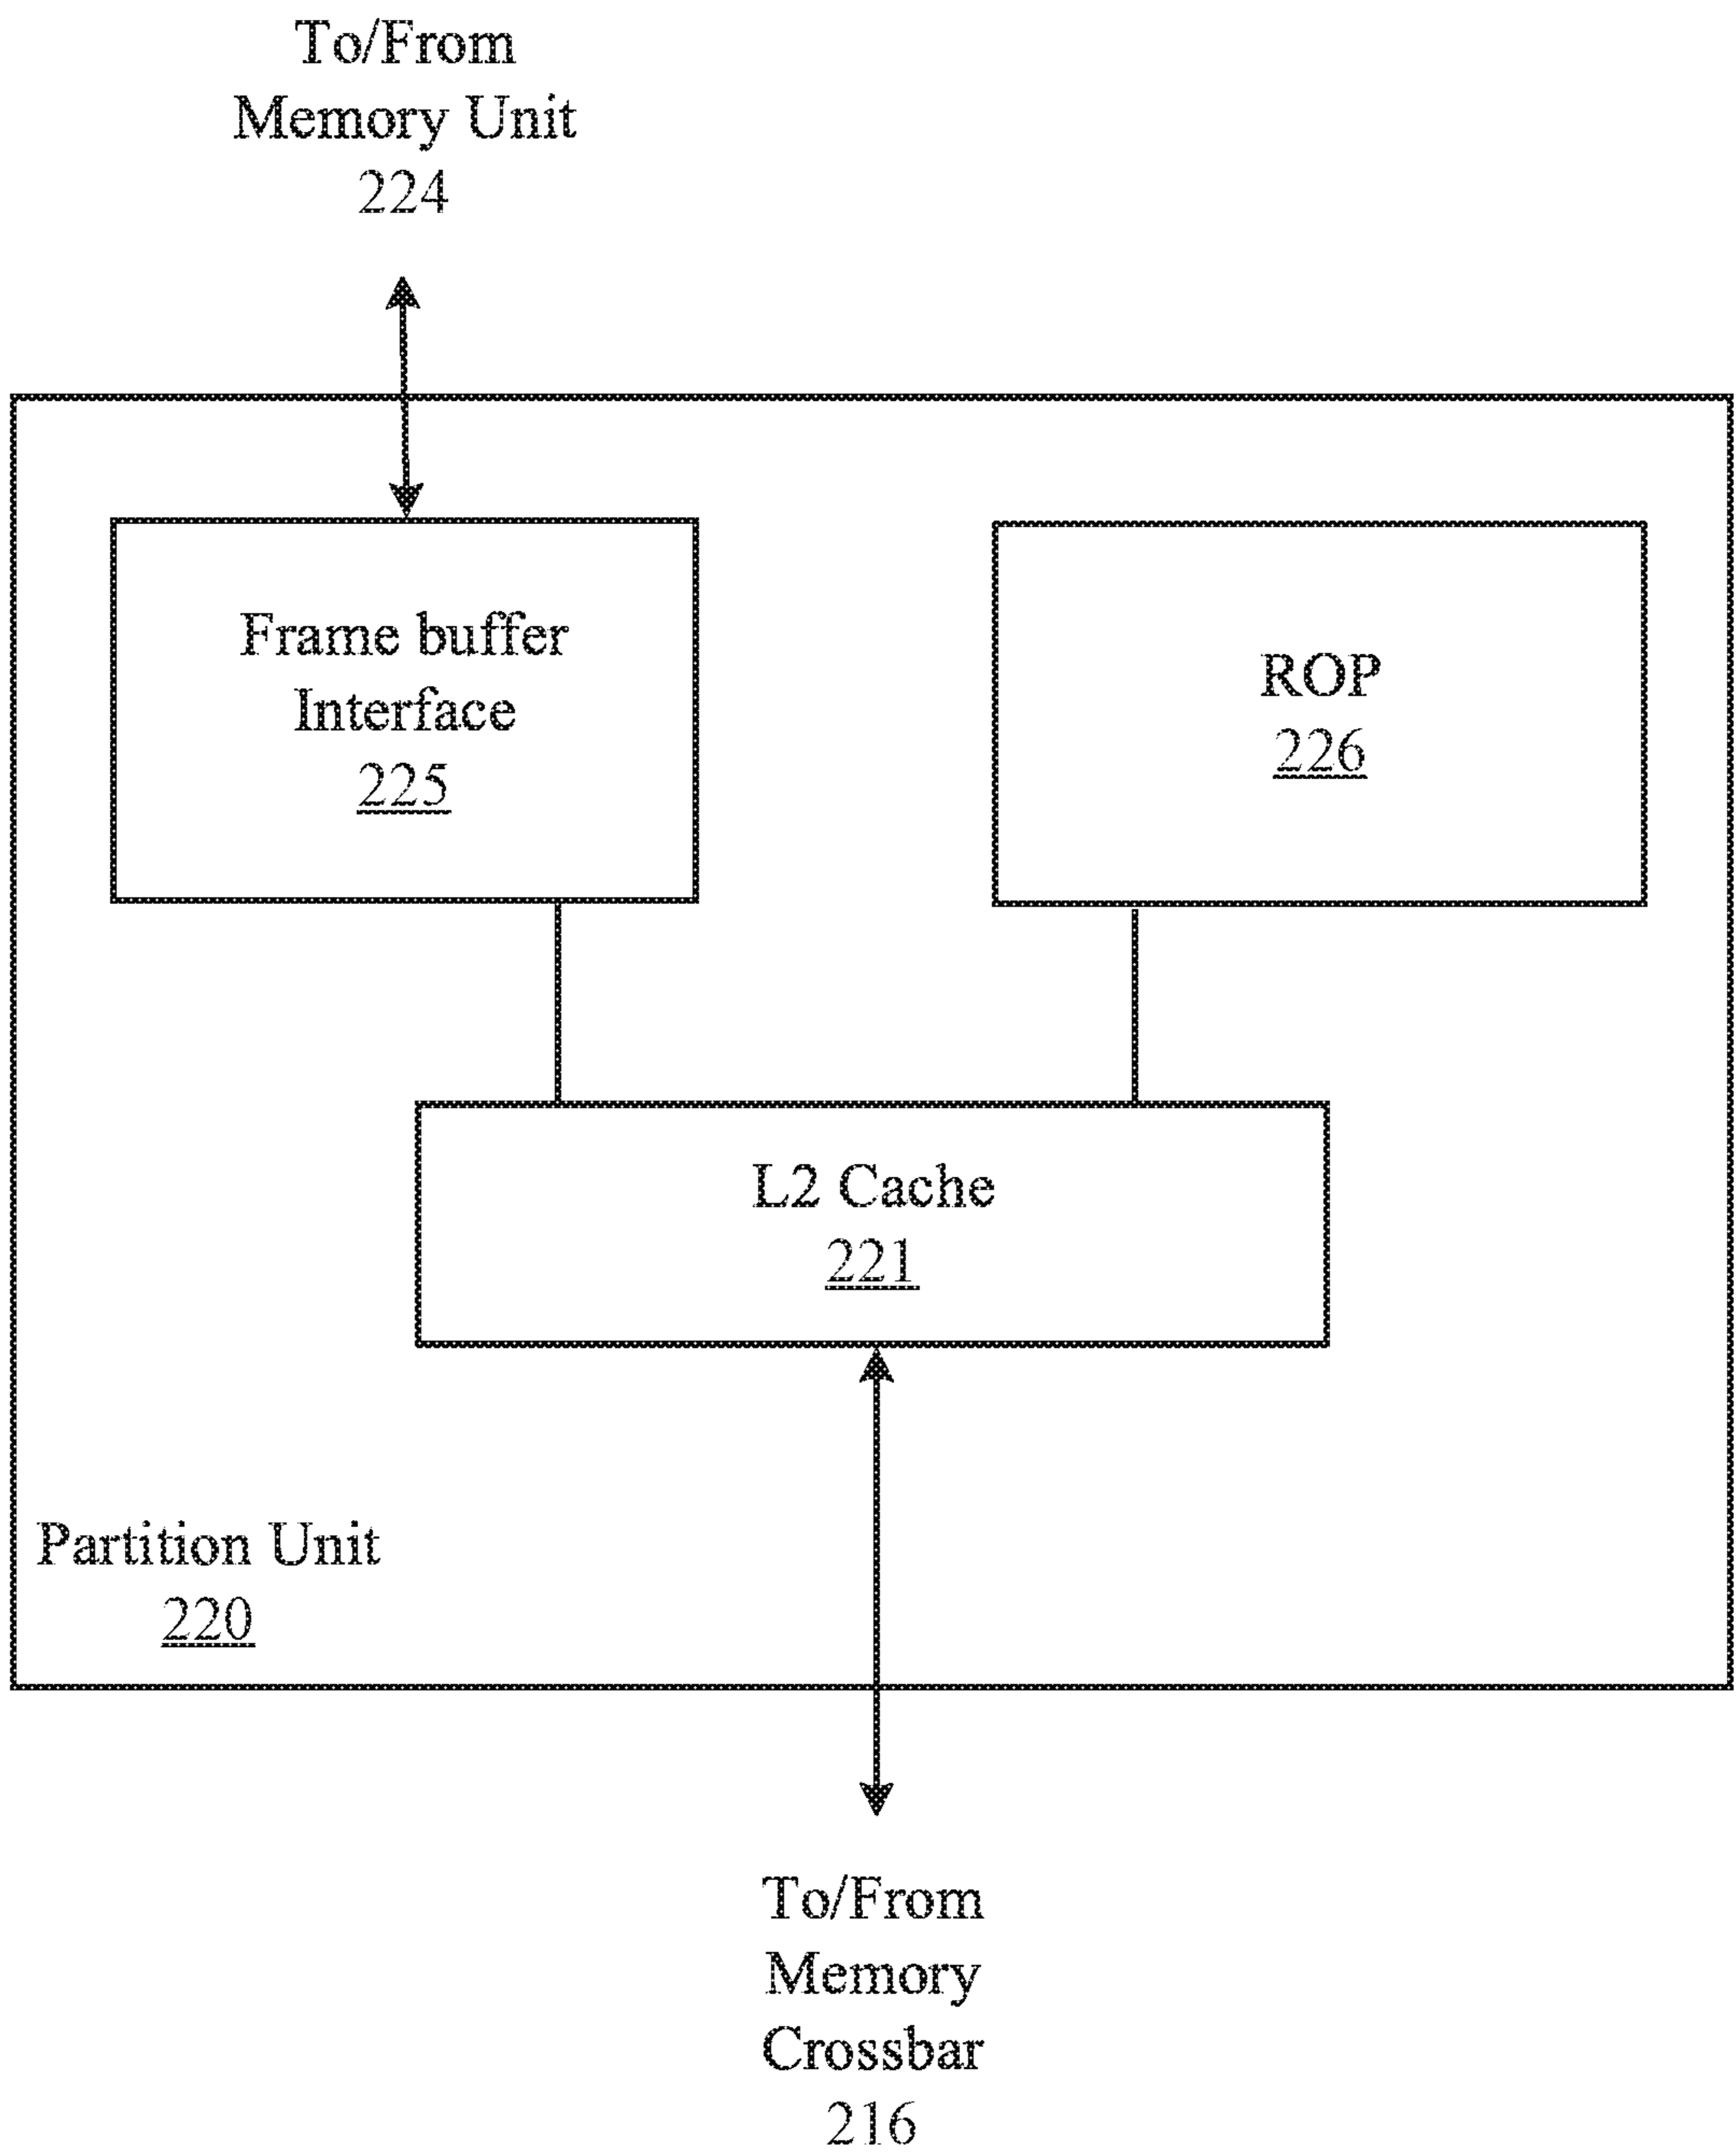 To/From
Memory Unit
224
Frame buffer
Interface
225
ROP
226
L2 Cache
221
Partition Unit
220
To/From
Memory
Crossbar
216